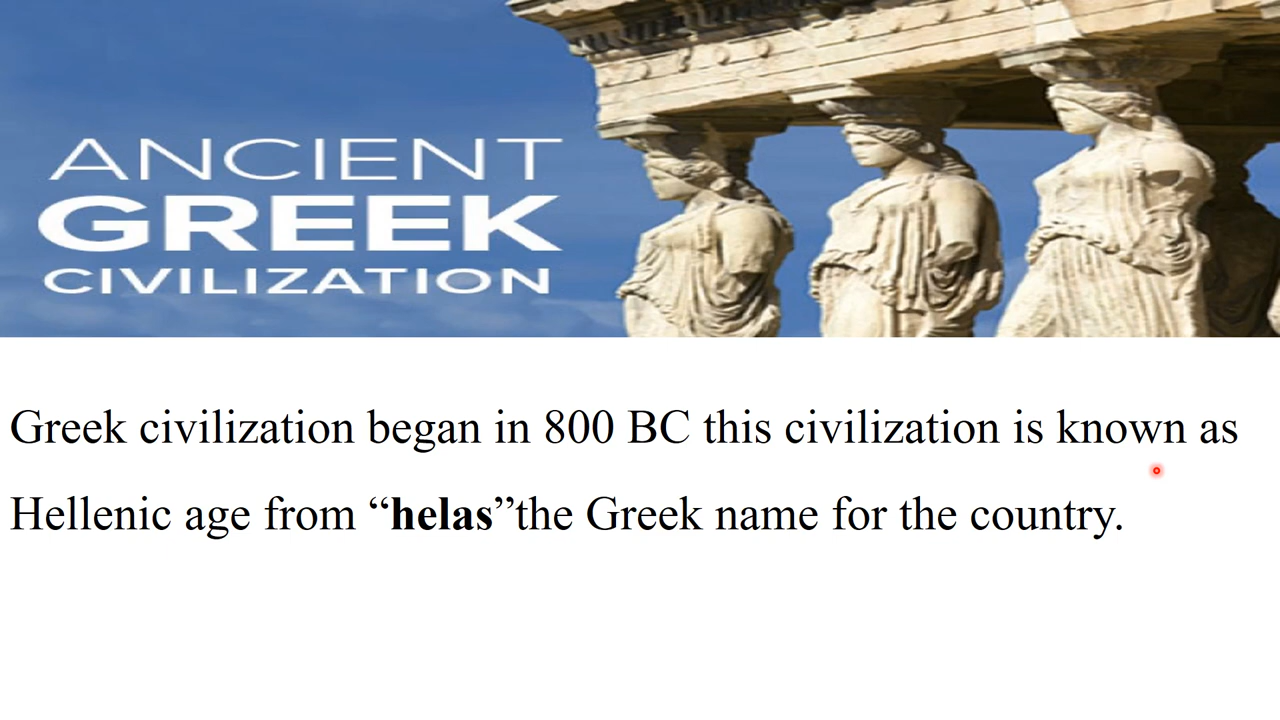 ANCIENT
GREEK
CIVILIZATION
Greek civilization began in 800 BC this civilization is known as
Hellenic age from “helas”the Greek name for the country.